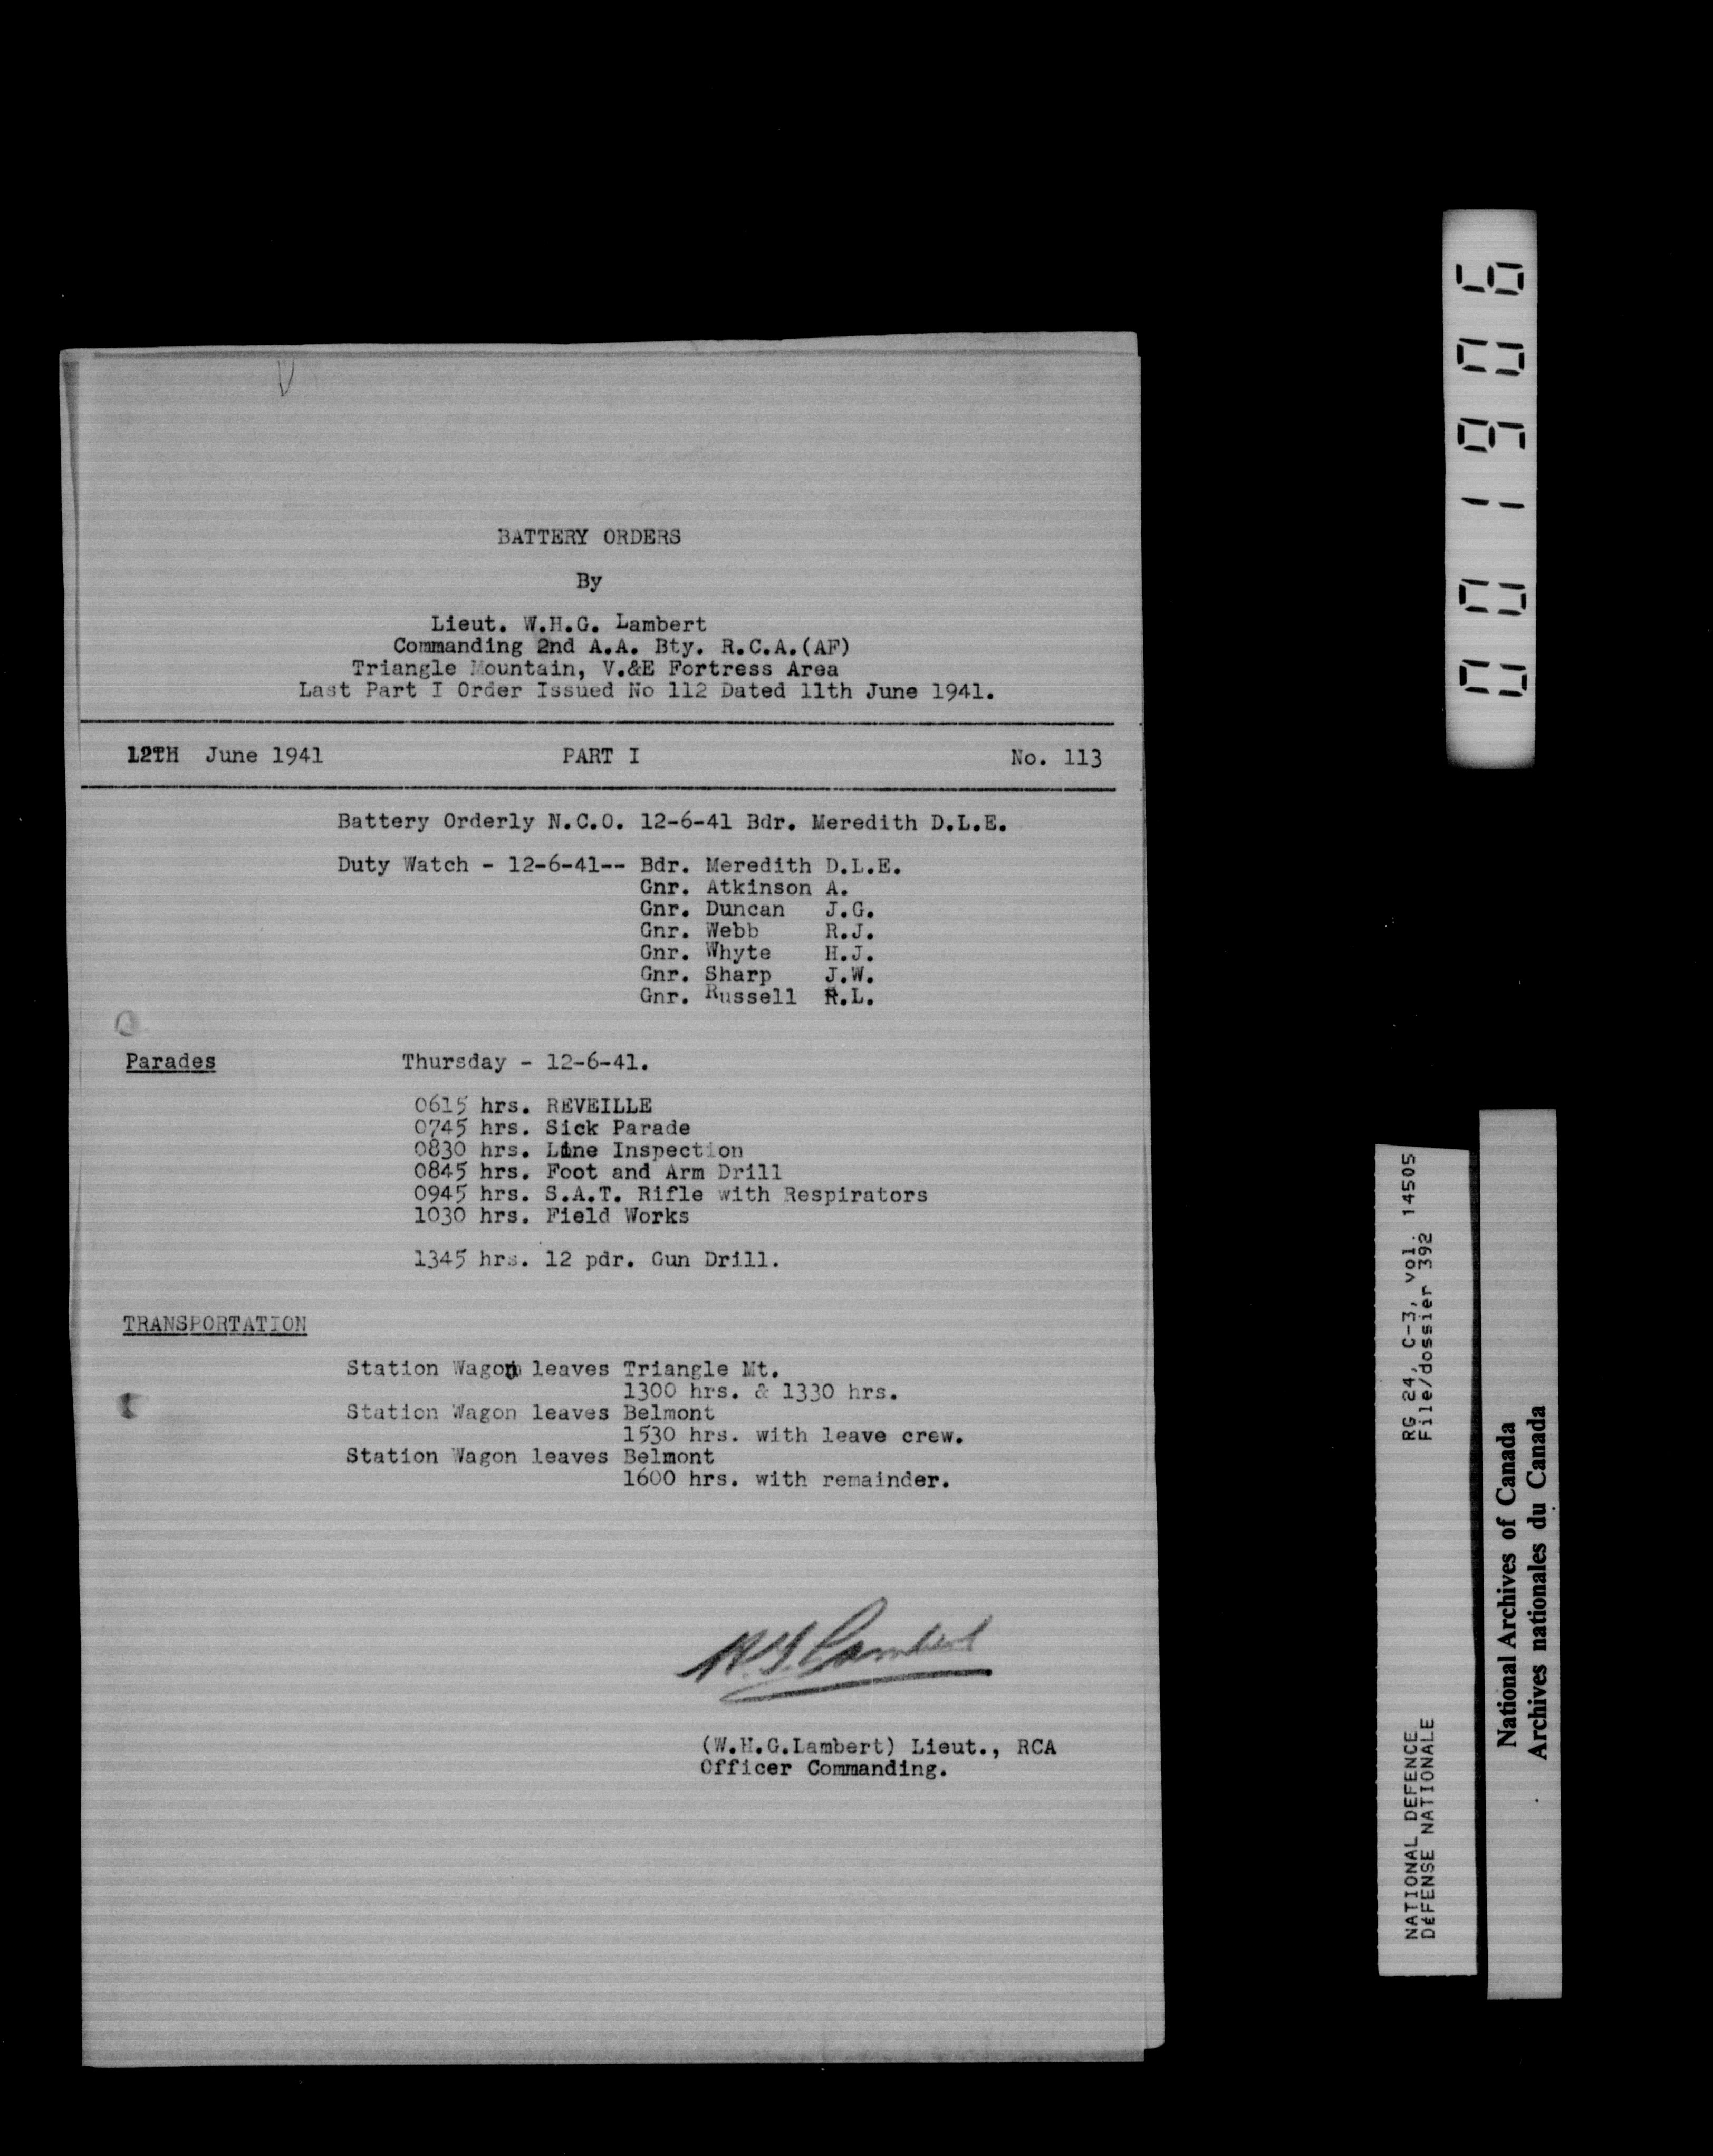 BATTERY ORDERS
By
Lieut. W.H.G. Lambert
Commanding 2nd A.A. Bty. R.C.A.(AF)
Triangle Mountain, V.&E Fortress Area
Last Part I Order Issued No 112 Dated 11th June 1941.
12TH June 1941 PART I No. 113
Battery Orderly N.C.O. 12-6-41 Bdr. Meredith D.L.E.
Duty Watch - 12-6-41-- Bdr. Meredith D.L.E.
Gnr. Atkinson A.
Gnr. Duncan J.G.
Gnr. Webb R.J.
Gnr. Whyte H.J.
Gnr. Sharp J.W.
Gnr. Russell R.L.
Parades Thursday - 12-6-41.
0615 hrs. REVEILLE
0745 hrs. Sick Parade
0830 hrs. Line Inspection
0845 hrs. Foot and Arm Drill
0945 hrs. S.A.T. Rifle with Respirators
1030 hrs. Field Works
1345 hrs. 12 pdr. Gun Drill.
TRANSPORTATION
Station Wagon leaves Triangle Mt.
1300 hrs. & 1330 hrs.
Station Wagon leaves Belmont
1530 hrs. with leave crew.
Station Wagon leaves Belmont
1600 hrs. with remainder.
W.H.G. Lambert
(W.H.G.Lambert) Lieut., RCA
Officer Commanding.
001906
NATIONAL DEFENCE RG 24, C-3, vol. 14505
DÉFENSE NATIONALE File/dossier 392
National Archives of Canada
Archives nationales du Canada